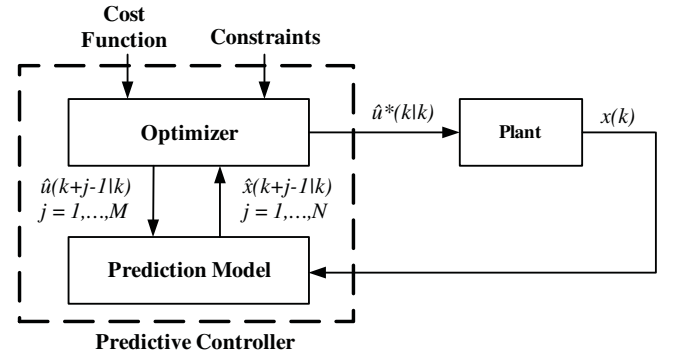 Cost
Function
Constraints
Optimizer
û*(k|k)
Plant
x(k)
û(k+j-1|k)
j = 1,...,M
x̂(k+j-1|k)
j = 1,...,N
Prediction Model
Predictive Controller